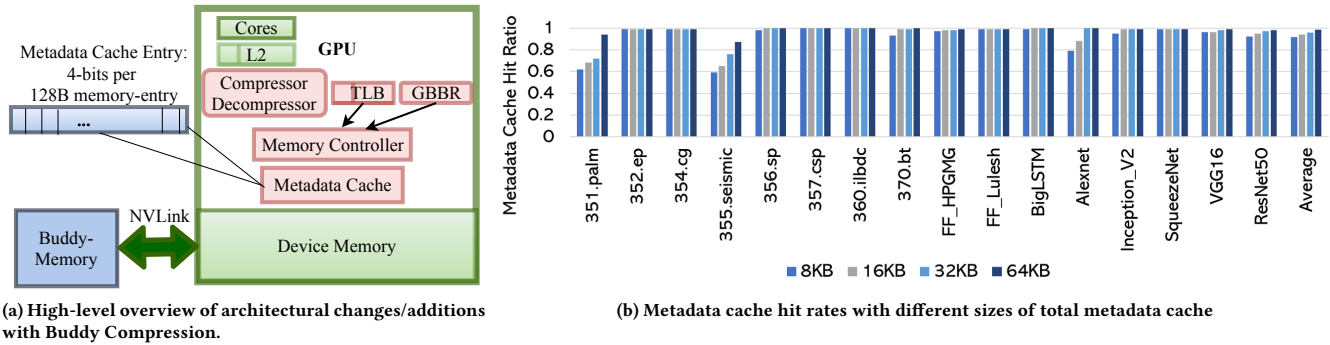 Metadata Cache Entry:
4-bits per
128B memory-entry
...
Cores
L2
GPU
Compressor
Decompressor
TLB
GBBR
Memory Controller
Metadata Cache
NVLink
Buddy-
Memory
Device Memory
(a) High-level overview of architectural changes/additions
with Buddy Compression.
Metadata Cache Hit Ratio
1
0.8
0.6
0.4
0.2
0
351.palm
352.ep
354.cg
355.seismic
356.sp
357.csp
360.ilbdc
370.bt
FF_HPGMG
FF_Lulesh
BigLSTM
Alexnet
Inception_V2
SqueezeNet
VGG16
ResNet50
Average
8KB 16KB 32KB 64KB
(b) Metadata cache hit rates with different sizes of total metadata cache